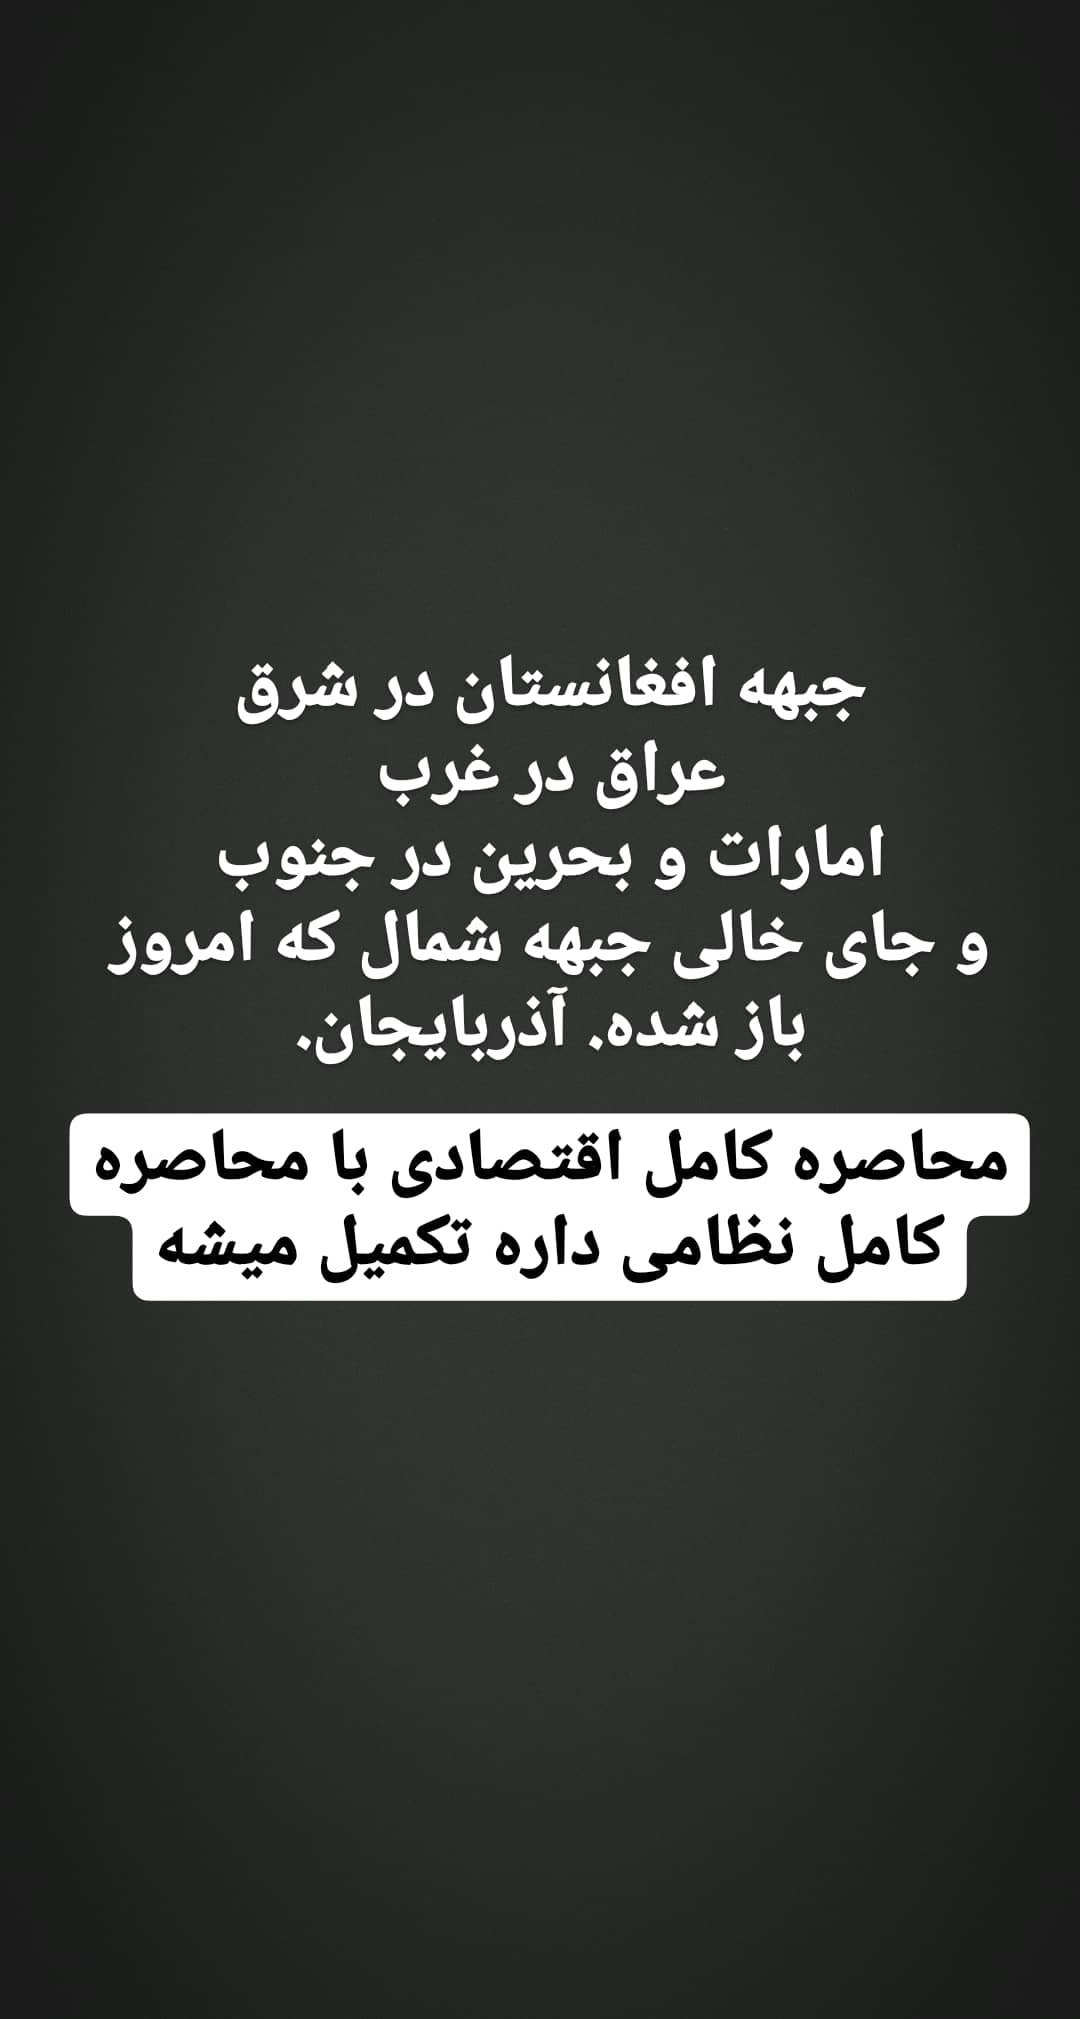 جبهه افغانستان در شرق
عراق در غرب
امارات و بحرین در جنوب
و جای خالی جبهه شمال که امروز
باز شده. آذربایجان.
محاصره کامل اقتصادی با محاصره
کامل نظامی داره تکمیل میشه